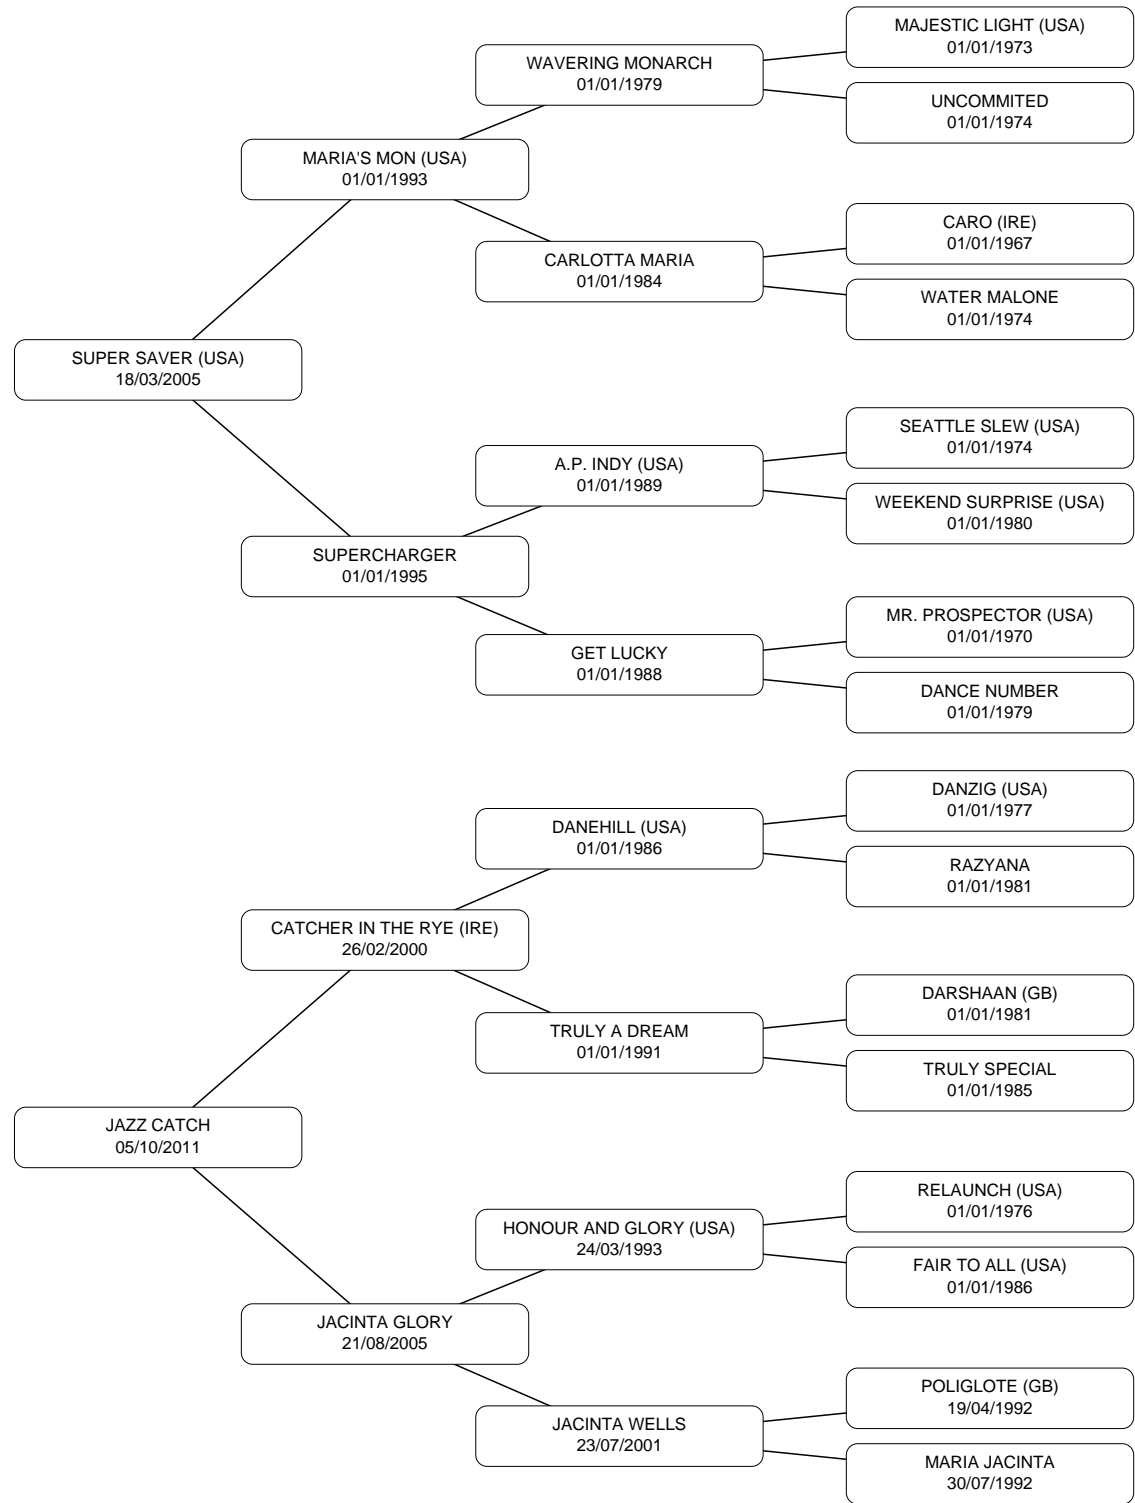 MAJESTIC LIGHT (USA)
01/01/1973
WAVERING MONARCH
01/01/1979
UNCOMMITED
01/01/1974
MARIA'S MON (USA)
01/01/1993
CARO (IRE)
01/01/1967
CARLOTTA MARIA
01/01/1984
WATER MALONE
01/01/1974
SUPER SAVER (USA)
18/03/2005
SEATTLE SLEW (USA)
01/01/1974
A.P. INDY (USA)
01/01/1989
WEEKEND SURPRISE (USA)
01/01/1980
SUPERCHARGER
01/01/1995
MR. PROSPECTOR (USA)
01/01/1970
GET LUCKY
01/01/1988
DANCE NUMBER
01/01/1979
DANZIG (USA)
01/01/1977
DANEHILL (USA)
01/01/1986
RAZYANA
01/01/1981
CATCHER IN THE RYE (IRE)
26/02/2000
DARSHAAN (GB)
01/01/1981
TRULY A DREAM
01/01/1991
TRULY SPECIAL
01/01/1985
JAZZ CATCH
05/10/2011
RELAUNCH (USA)
01/01/1976
HONOUR AND GLORY (USA)
24/03/1993
FAIR TO ALL (USA)
01/01/1986
JACINTA GLORY
21/08/2005
POLIGLOTE (GB)
19/04/1992
JACINTA WELLS
23/07/2001
MARIA JACINTA
30/07/1992